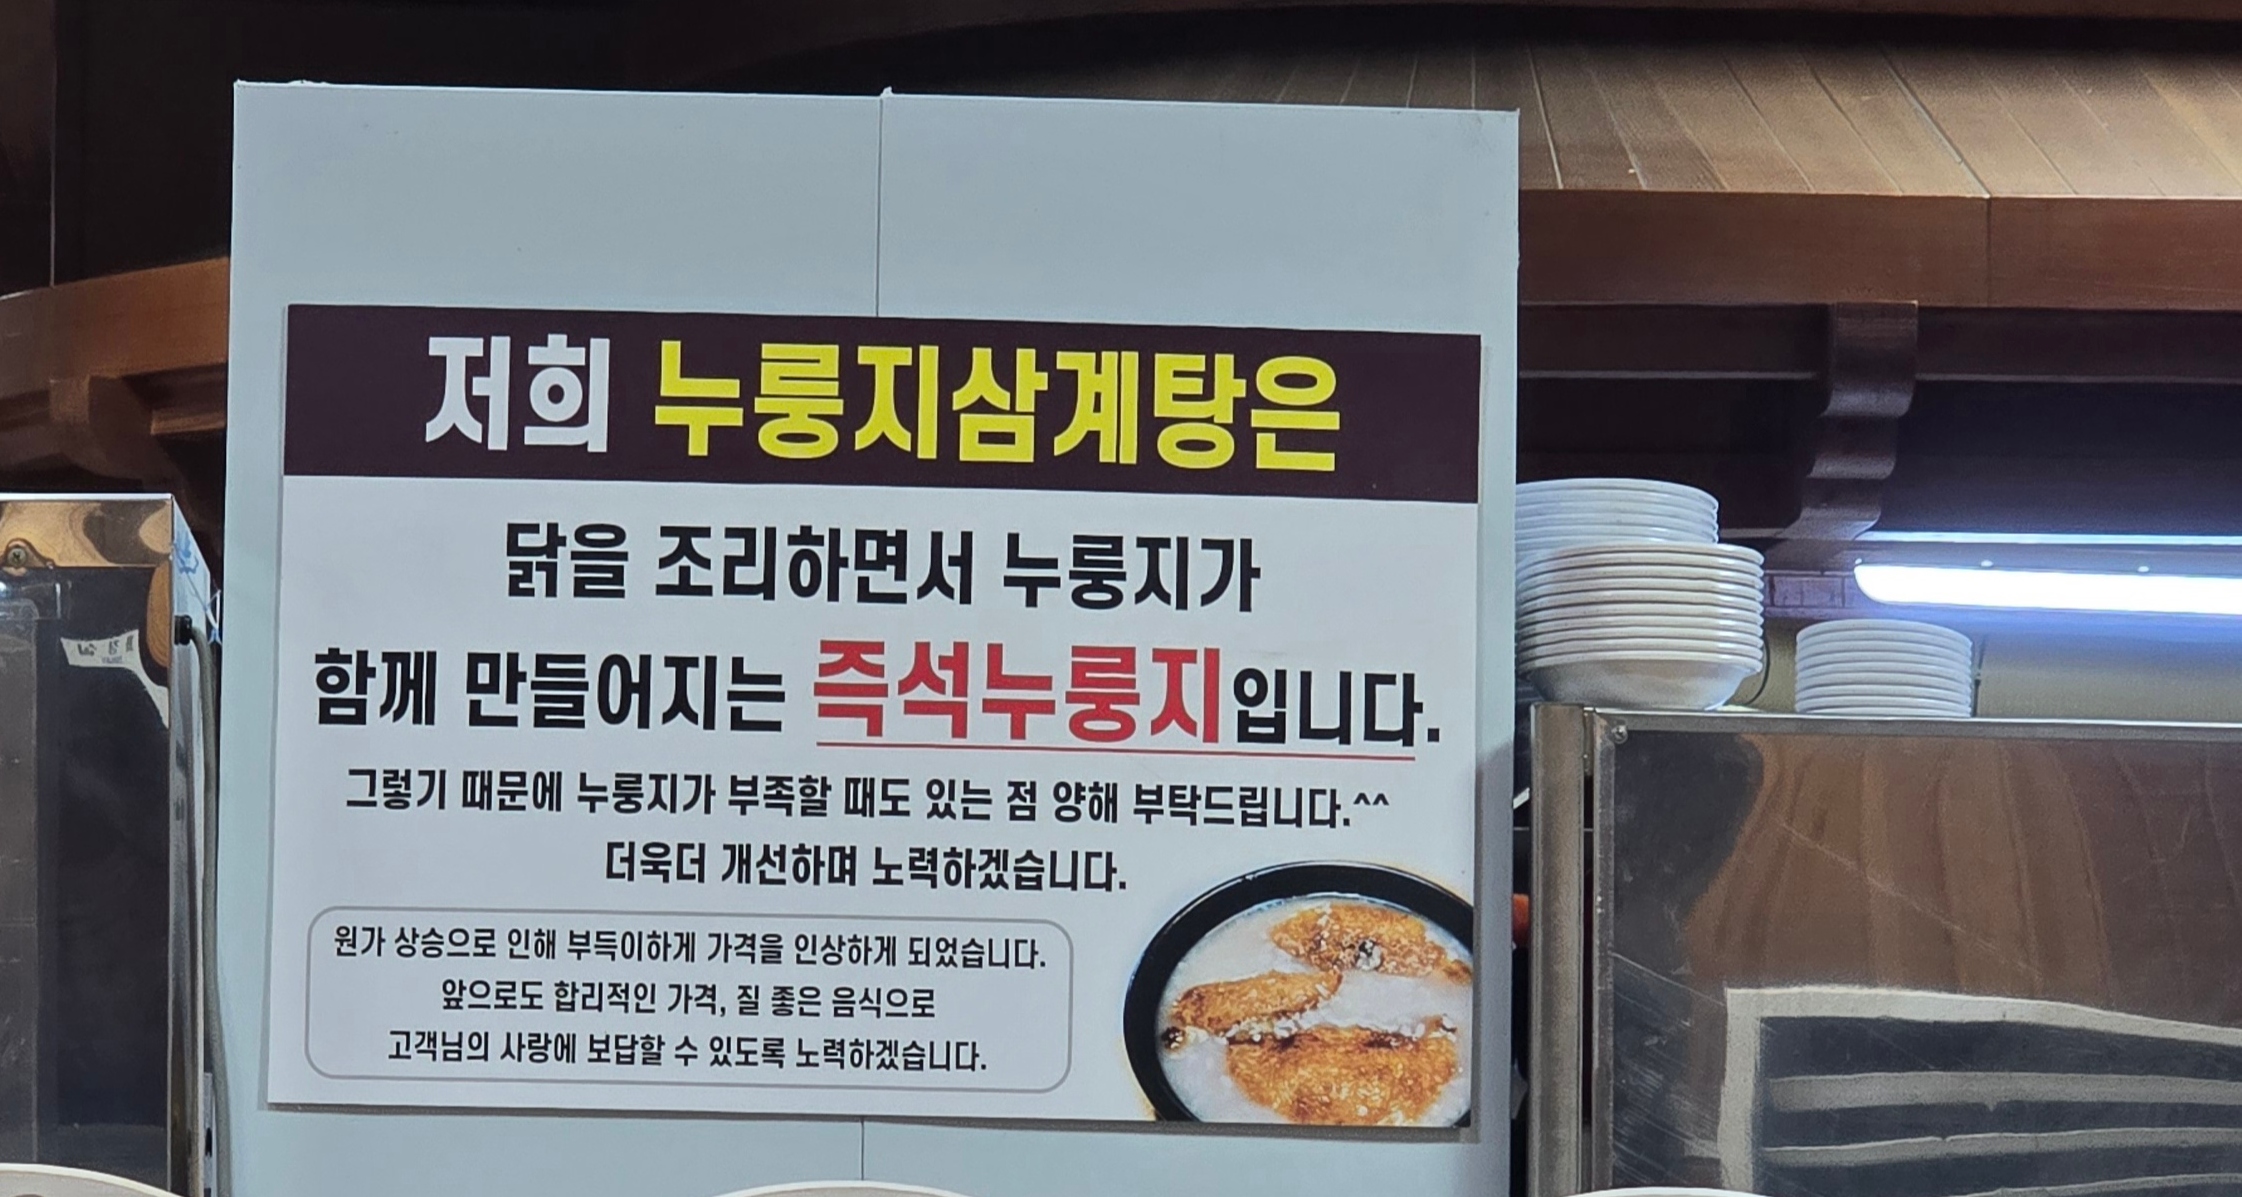 저희 누룽지삼계탕은
닭을 조리하면서 누룽지가
함께 만들어지는 즉석누룽지입니다.
그렇기 때문에 누룽지가 부족할 때도 있는 점 양해 부탁드립니다.^^
더욱더 개선하며 노력하겠습니다.
원가 상승으로 인해 부득이하게 가격을 인상하게 되었습니다.
앞으로도 합리적인 가격, 질 좋은 음식으로
고객님의 사랑에 보답할 수 있도록 노력하겠습니다.